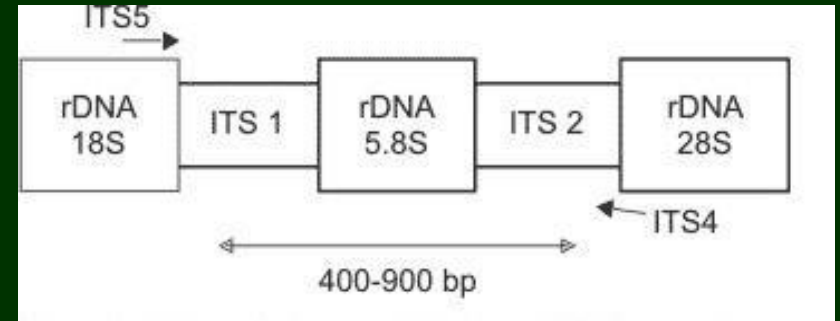 ITS5
rDNA
18S
ITS 1
rDNA
5.8S
ITS 2
rDNA
28S
ITS4
400-900 bp